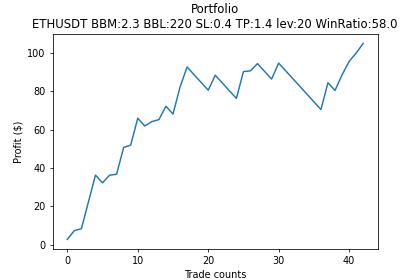 Portfolio
ETHUSDT BBM:2.3 BBL:220 SL:0.4 TP:1.4 lev:20 WinRatio:58.0
100
80
60
40
20
0
Profit ($)
0 10 20 30 40
Trade counts